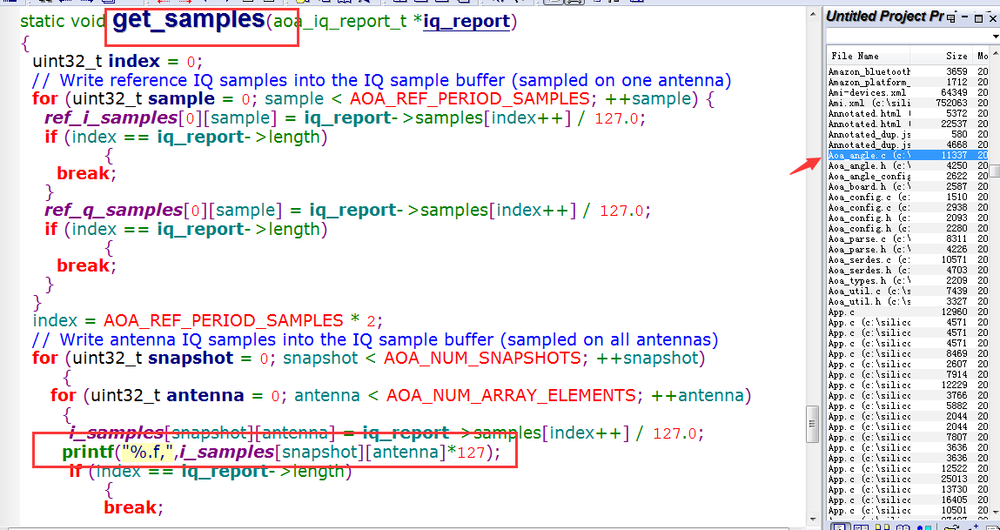 static void get_samples(aoa_iq_report_t *iq_report)
{
uint32_t index = 0;
// Write reference IQ samples into the IQ sample buffer (sampled on one antenna)
for (uint32_t sample = 0; sample < AOA_REF_PERIOD_SAMPLES; ++sample) {
ref_i_samples[0][sample] = iq_report->samples[index++] / 127.0;
if (index == iq_report->length)
{
break;
}
ref_q_samples[0][sample] = iq_report->samples[index++] / 127.0;
if (index == iq_report->length)
{
break;
}
}
index = AOA_REF_PERIOD_SAMPLES * 2;
// Write antenna IQ samples into the IQ sample buffer (sampled on all antennas)
for (uint32_t snapshot = 0; snapshot < AOA_NUM_SNAPSHOTS; ++snapshot)
{
for (uint32_t antenna = 0; antenna < AOA_NUM_ARRAY_ELEMENTS; ++antenna)
{
i_samples[snapshot][antenna] = iq_report->samples[index++] / 127.0;
printf("%.f,",i_samples[snapshot][antenna]*127);
if (index == iq_report->length)
{
break;
Untitled Project Pr
File Name Size Mo
Amazon_bluetooth 3659 20
Amazon_platform_ 1712 20
Ami-devices.xml 64349 20
Ami.xml (c:\sili 752063 20
Annotated.html ( 5372 20
Annotated.html ( 22537 20
Annotated_dup.js 580 20
Annotated_dup.js 4668 20
Aoa_angle.c (c:\ 11337 20
Aoa_angle.h (c:\ 4250 20
Aoa_angle_config 2622 20
Aoa_board.h (c:\ 2587 20
Aoa_config.c (c: 1510 20
Aoa_config.c (c: 2938 20
Aoa_config.h (c: 2093 20
Aoa_config.h (c: 2280 20
Aoa_parse.c (c:\ 8311 20
Aoa_parse.h (c:\ 4226 20
Aoa_serdes.c (c: 10571 20
Aoa_serdes.h (c: 4703 20
Aoa_types.h (c:\ 2209 20
Aoa_util.c (c:\s 7439 20
Aoa_util.h (c:\s 3327 20
App.c 12960 20
App.c (c:\silicc 4571 20
App.c (c:\silicc 4571 20
App.c (c:\silicc 4571 20
App.c (c:\silicc 8469 20
App.c (c:\silicc 2607 20
App.c (c:\silicc 7914 20
App.c (c:\silicc 12229 20
App.c (c:\silicc 3766 20
App.c (c:\silicc 5882 20
App.c (c:\silicc 2044 20
App.c (c:\silicc 2044 20
App.c (c:\silicc 7807 20
App.c (c:\silicc 3636 20
App.c (c:\silicc 3636 20
App.c (c:\silicc 12522 20
App.c (c:\silicc 25013 20
App.c (c:\silicc 13730 20
App.c (c:\silicc 16405 20
App.c (c:\silicc 10501 20